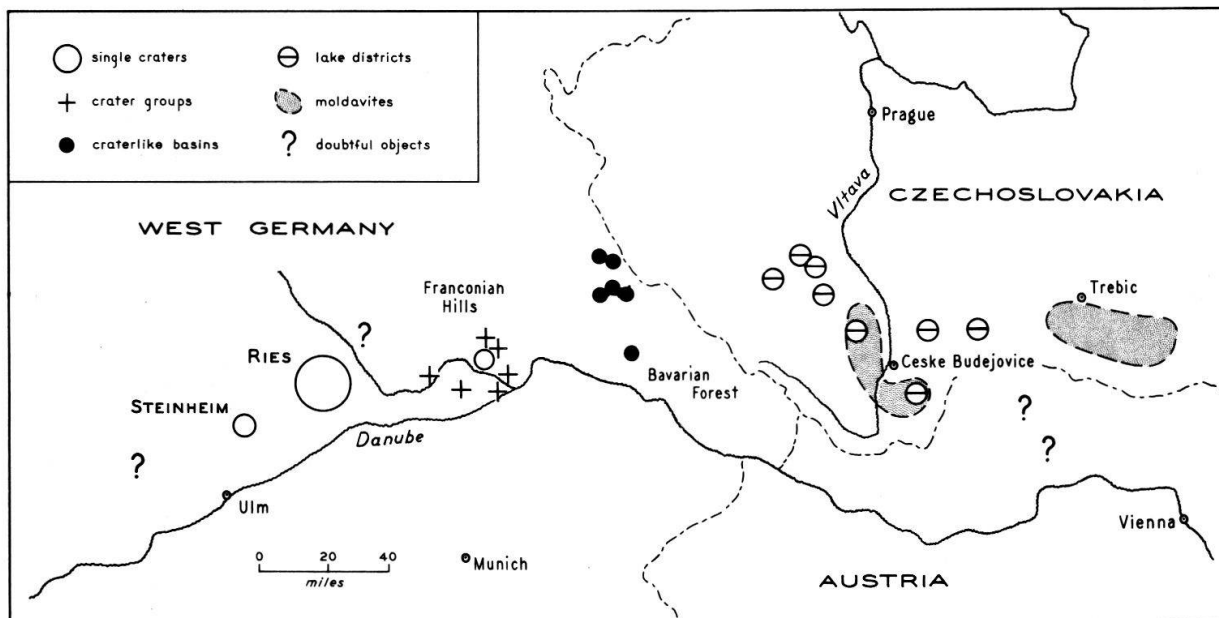 single craters
lake districts
crater groups
moldavites
craterlike basins
? doubtful objects
Prague
Vltava
CZECHOSLOVAKIA
WEST GERMANY
Franconian
Hills
Trebic
?
RIES
Ceske Budejovice
Bavarian
Forest
STEINHEIM
?
Danube
?
?
Ulm
Vienna
0 20 40
miles
Munich
AUSTRIA